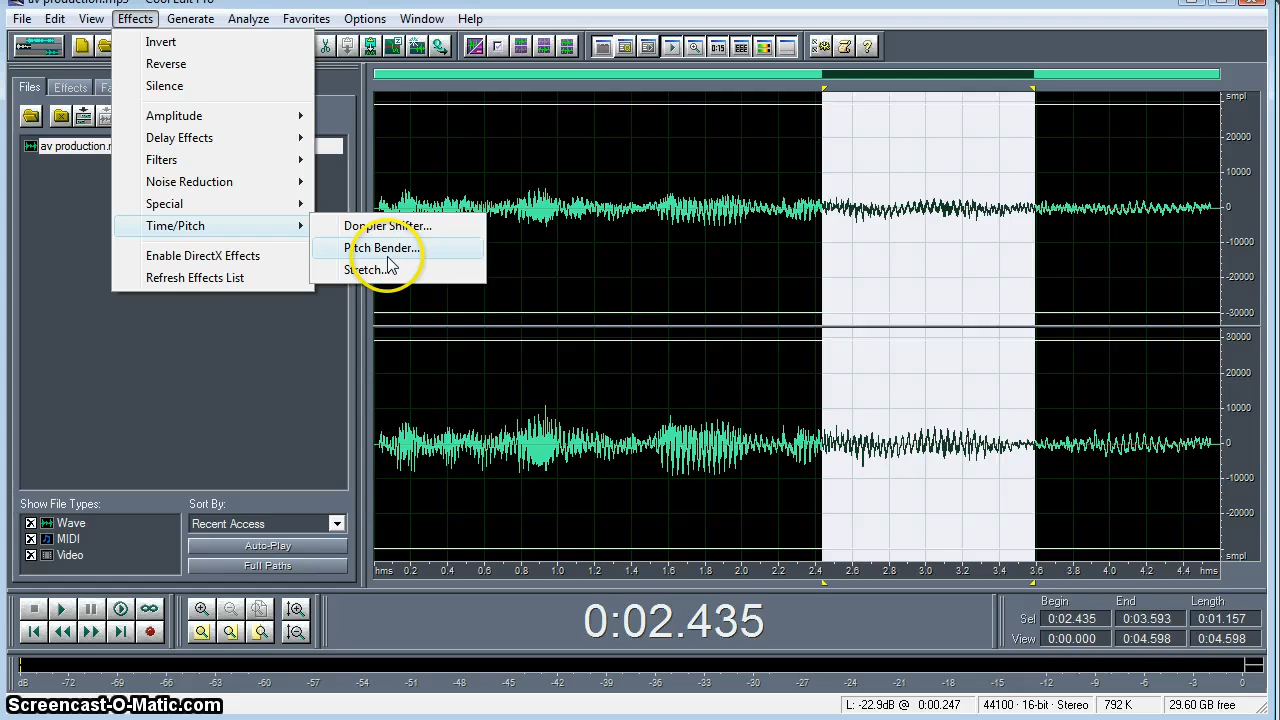 av production.mp3 - Cool Edit Pro
File Edit View Effects Generate Analyze Favorites Options Window Help
Invert
Reverse
Silence
Amplitude
Delay Effects
Filters
Noise Reduction
Special
Time/Pitch
Enable DirectX Effects
Refresh Effects List
Doppler Shifter...
Pitch Bender...
Stretch...
Files Effects Fa
av production.m
Show File Types:
Wave
MIDI
Video
Sort By:
Recent Access
Auto-Play
Full Paths
smpl
20000
10000
0
-10000
-20000
-30000
30000
20000
10000
0
-10000
-20000
smpl
hms 0.2 0.4 0.6 0.8 1.0 1.2 1.4 1.6 1.8 2.0 2.2 2.4 2.6 2.8 3.0 3.2 3.4 3.6 3.8 4.0 4.2 4.4 hms
0:02.435
Begin End Length
Sel 0:02.435 0:03.593 0:01.157
View 0:00.000 0:04.598 0:04.598
dB -72 -69 -66 -63 -60 -57 -54 -51 -48 -45 -42 -39 -36 -33 -30 -27 -24 -21 -18 -15 -12 -9 -6 -3 0
Screencast-O-Matic.com
L: -22.9dB @ 0:00.247 44100 · 16-bit · Stereo 792 K 29.60 GB free